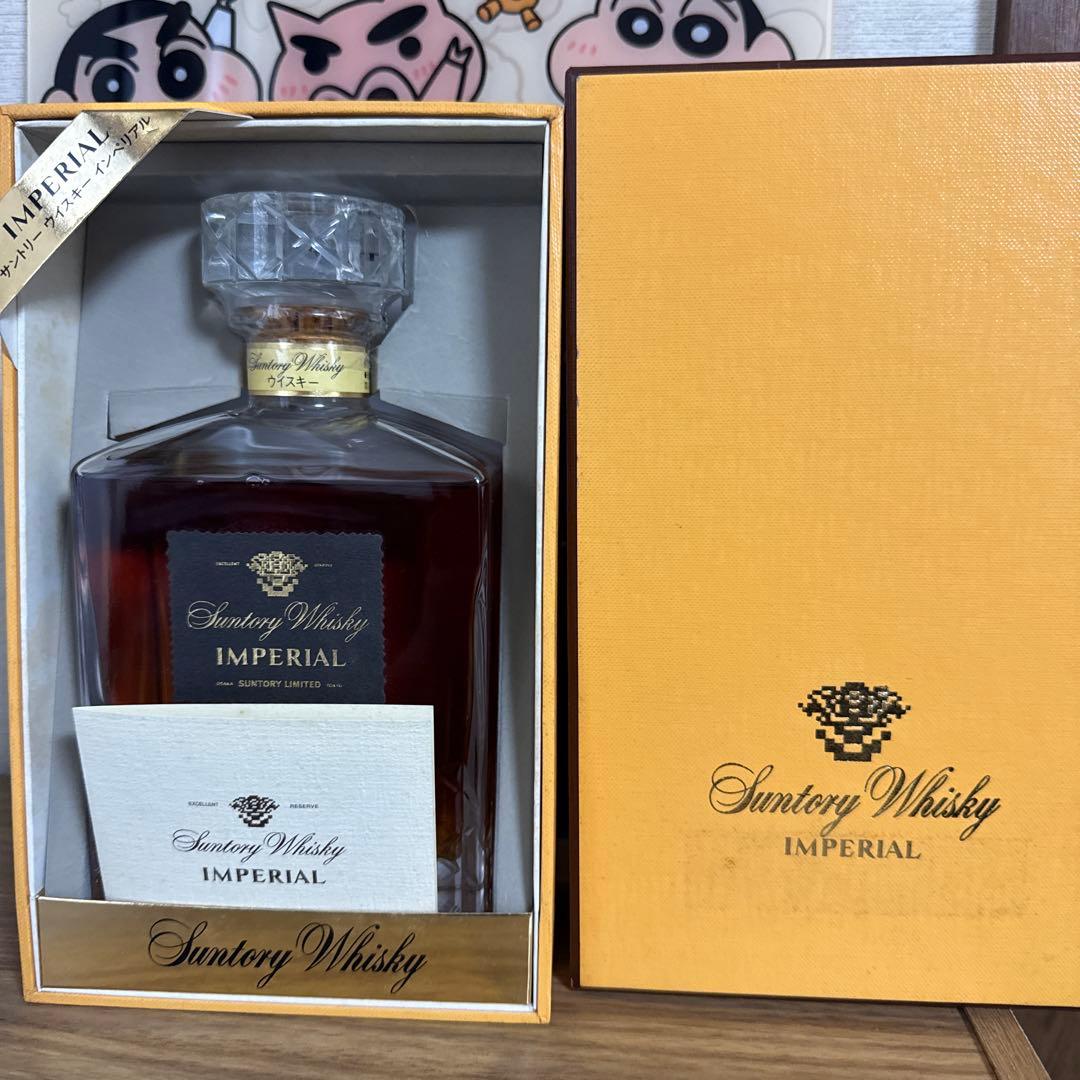 IMPERIAL
サントリー ウイスキー インペリアル
Suntory Whisky
ウイスキー
EXCELLENT
Suntory Whisky
IMPERIAL
OSAKA SUNTORY LIMITED TOKYO
EXCELLENT RESERVE
Suntory Whisky
IMPERIAL
Suntory Whisky
Suntory Whisky
IMPERIAL